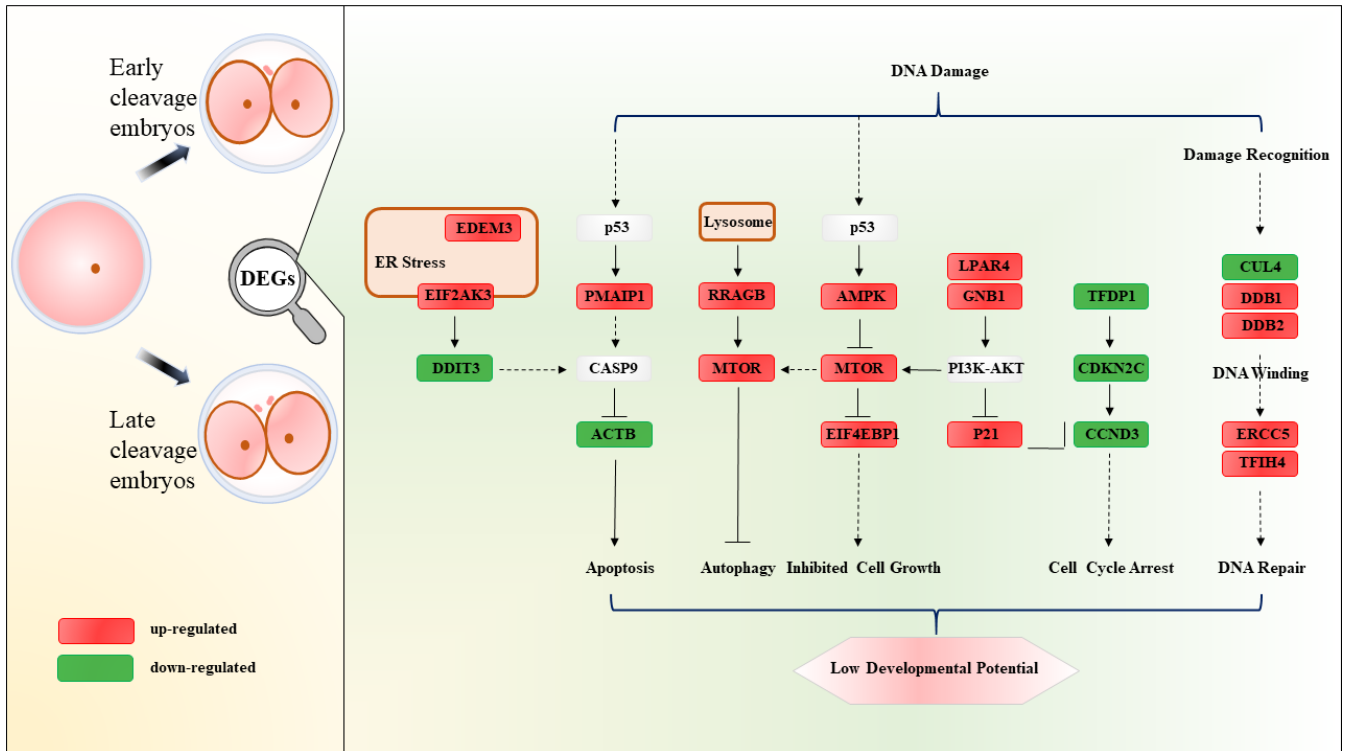 Early
cleavage
embryos
DEGs
Late
cleavage
embryos
up-regulated
down-regulated
DNA Damage
Damage Recognition
EDEM3
ER Stress
EIF2AK3
DDIT3
p53
PMAIP1
CASP9
ACTB
Apoptosis
Lysosome
RRAGB
MTOR
Autophagy
p53
AMPK
MTOR
EIF4EBP1
Inhibited Cell Growth
LPAR4
GNB1
PI3K-AKT
P21
TFDP1
CDKN2C
CCND3
Cell Cycle Arrest
CUL4
DDB1
DDB2
DNA Winding
ERCC5
TFIH4
DNA Repair
Low Developmental Potential